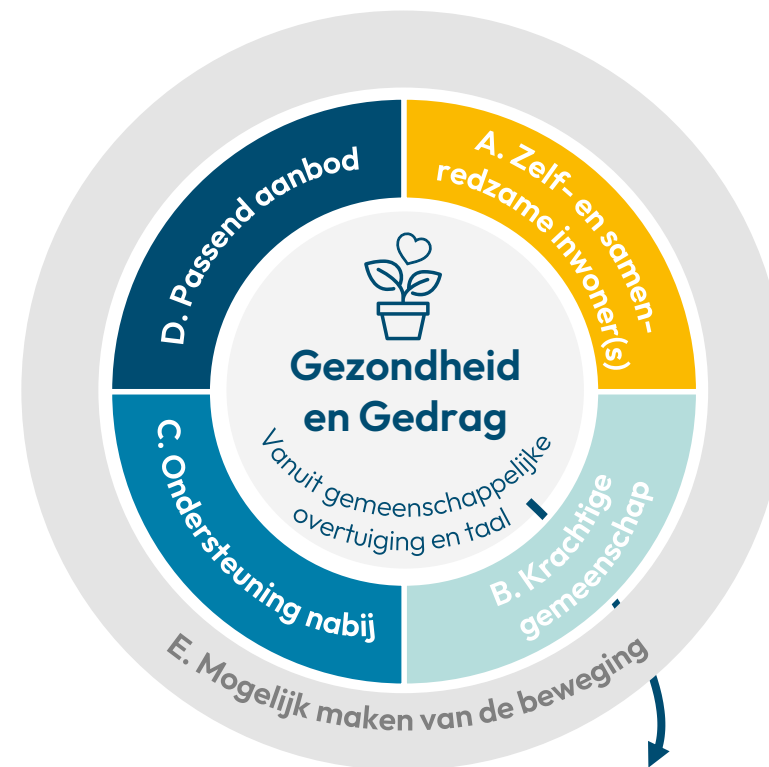 A. Zelf- en samen-
redzame inwoner(s)
B. Krachtige
gemeenschap
C. Ondersteuning nabij
D. Passend aanbod
Gezondheid
en Gedrag
Vanuit gemeenschappelijke
overtuiging en taal
E. Mogelijk maken van de beweging